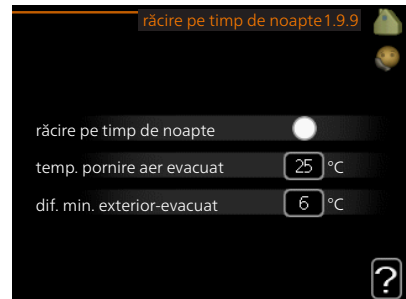 răcire pe timp de noapte 1.9.9
răcire pe timp de noapte
temp. pornire aer evacuat 25 °C
dif. min. exterior-evacuat 6 °C
?